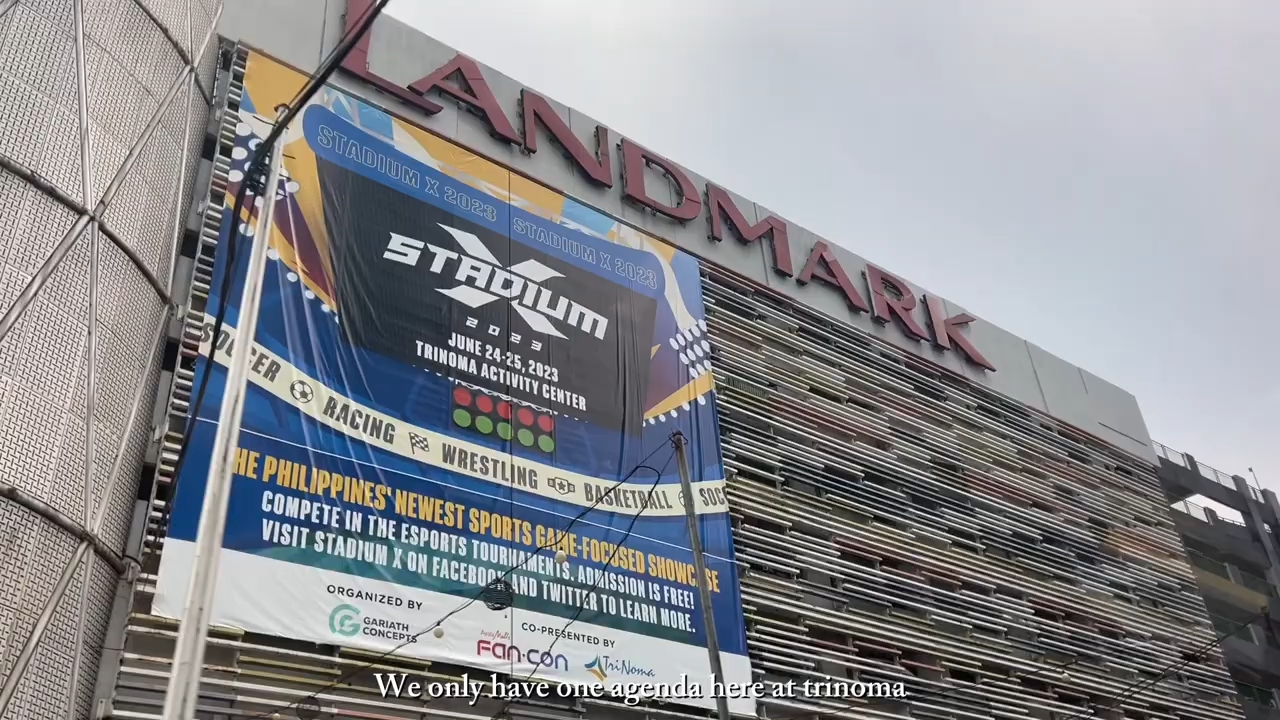 LANDMARK
STADIUM X 2023 STADIUM X 2023
STADIUM X
2023
JUNE 24-25, 2023
TRINOMA ACTIVITY CENTER
SOCCER RACING WRESTLING BASKETBALL SOC
HE PHILIPPINES' NEWEST SPORTS GAME-FOCUSED SHOWCASE
COMPETE IN THE ESPORTS TOURNAMENTS. ADMISSION IS FREE!
VISIT STADIUM X ON FACEBOOK AND TWITTER TO LEARN MORE.
ORGANIZED BY
GARIATH
CONCEPTS
CO-PRESENTED BY
FAN·CON
TriNoma
We only have one agenda here at trinoma